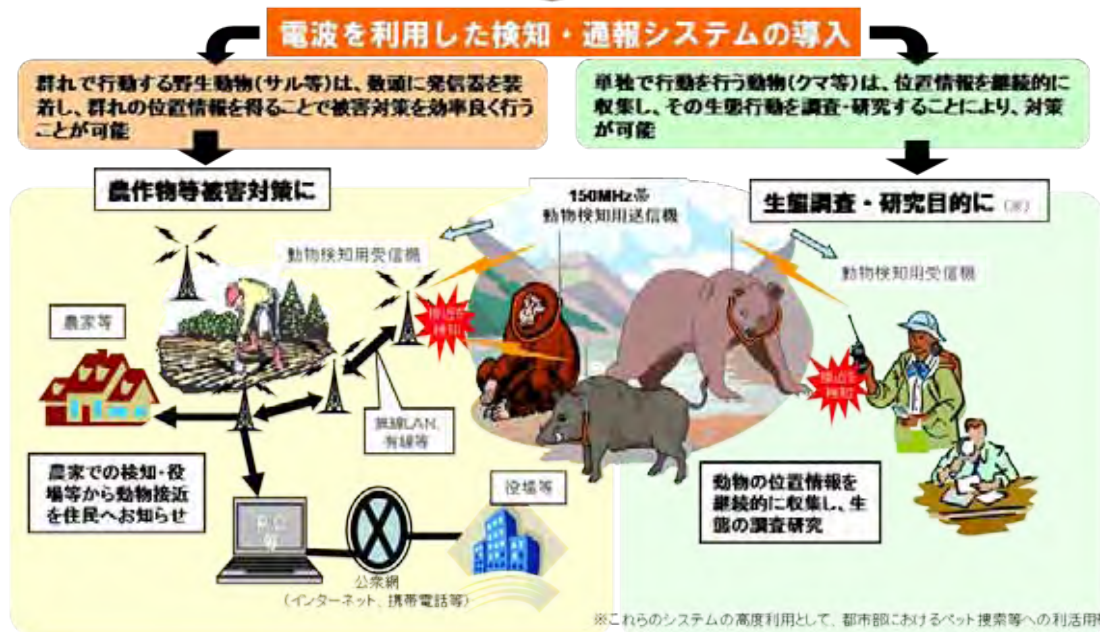 電波を利用した検知・通報システムの導入
群れで行動する野生動物(サル等)は、数頭に発信器を装
着し、群れの位置情報を得ることで被害対策を効率良く行う
ことが可能
単独で行動を行う動物(クマ等)は、位置情報を継続的に
収集し、その生態行動を調査・研究することにより、対策
が可能
農作物等被害対策に
150MHz帯
動物検知用送信機
生態調査・研究目的に(※)
動物検知用受信機
動物検知用受信機
農家等
接近を
検知
接近を
検知
無線LAN、
有線等
農家での検知・役
場等から動物接近
を住民へお知らせ
役場等
動物の位置情報を
継続的に収集し、生
態の調査研究
PC
等
公衆網
(インターネット、携帯電話等)
※これらのシステムの高度利用として、都市部におけるペット捜索等への利活用